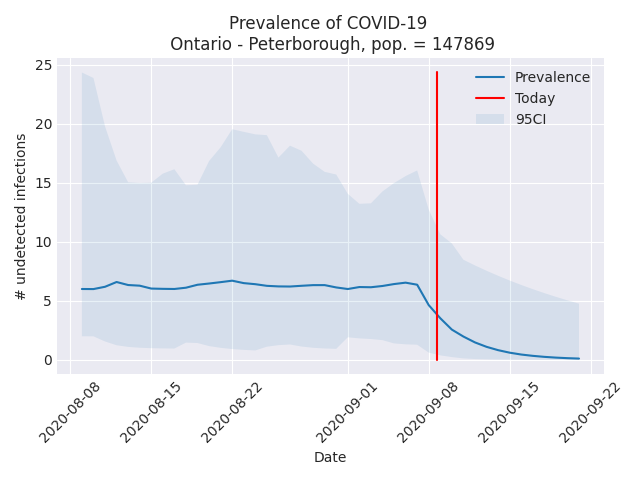 Prevalence of COVID-19
Ontario - Peterborough, pop. = 147869
25
20
15
10
5
0
# undetected infections
Prevalence
Today
95CI
2020-08-08
2020-08-15
2020-08-22
2020-09-01
2020-09-08
2020-09-15
2020-09-22
Date